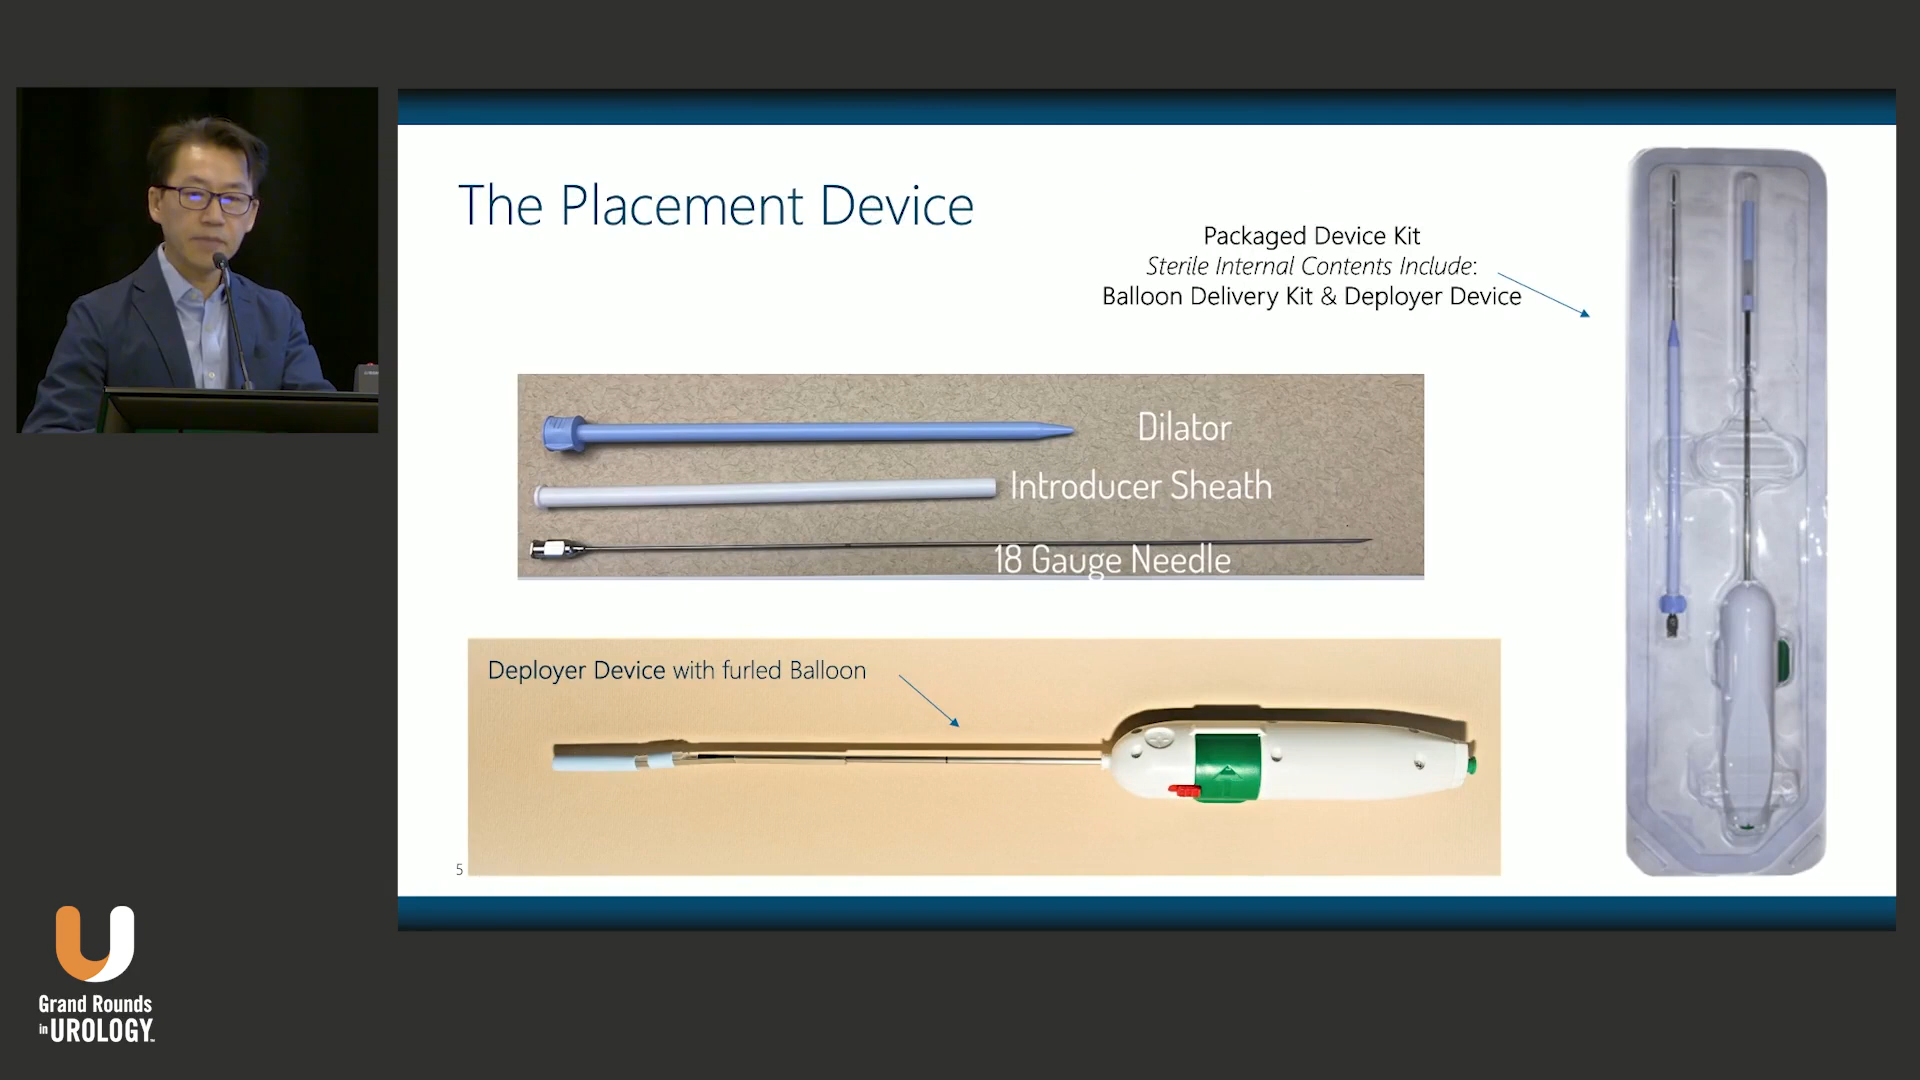 The Placement Device
Packaged Device Kit
Sterile Internal Contents Include:
Balloon Delivery Kit & Deployer Device
Dilator
Introducer Sheath
18 Gauge Needle
Deployer Device with furled Balloon
5
Grand Rounds
in UROLOGY™